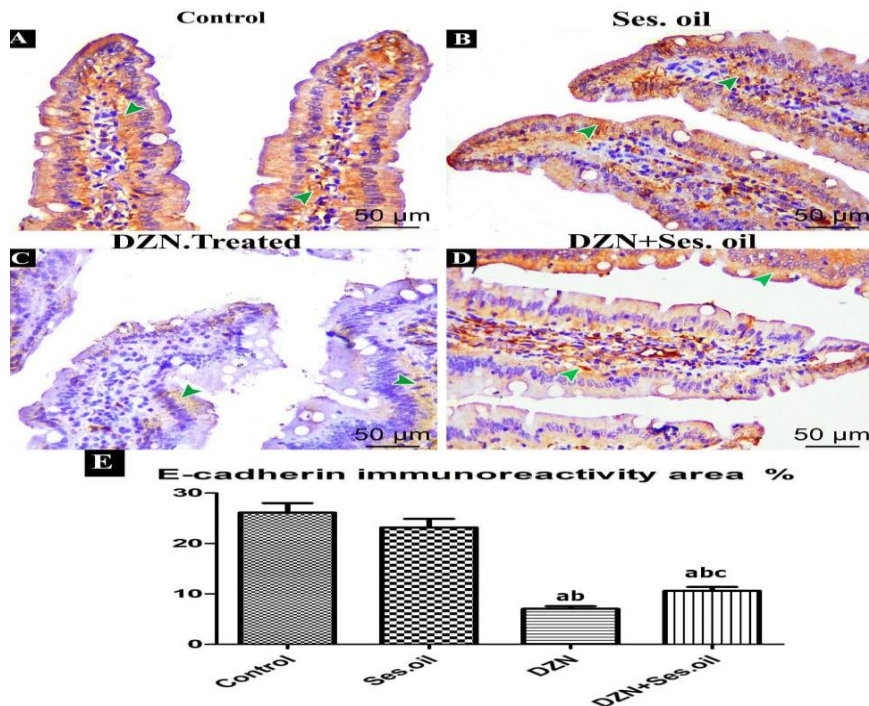 Control
Ses. oil
A
B
50 µm
50 µm
DZN.Treated
DZN+Ses. oil
C
D
50 µm
50 µm
E
E-cadherin immunoreactivity area %
30
20
10
0
ab
abc
Control
Ses.oil
DZN
DZN+Ses.oil